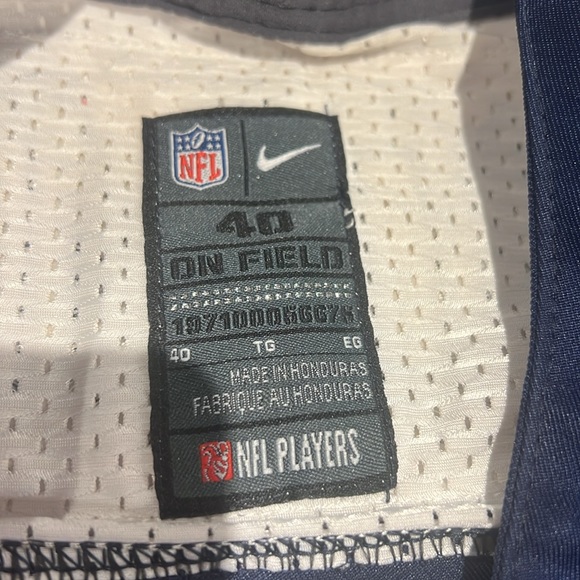 NFL
40
ON FIELD
40 TG EG
MADE IN HONDURAS
FABRIQUE AU HONDURAS
NFL PLAYERS